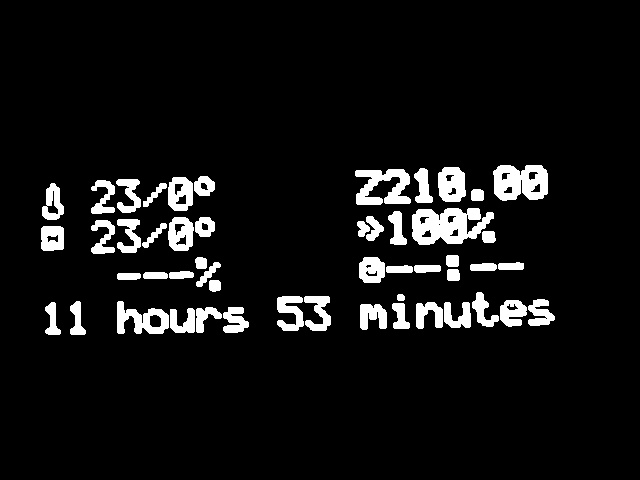 23/0° Z210.00
23/0° »100%
---% --:--
11 hours 53 minutes